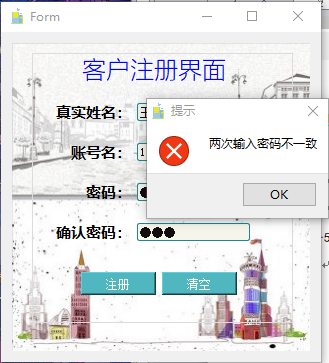 Form
客户注册界面
提示
真实姓名：
两次输入密码不一致
账号名： 1
密码：
OK
确认密码：
注册 清空